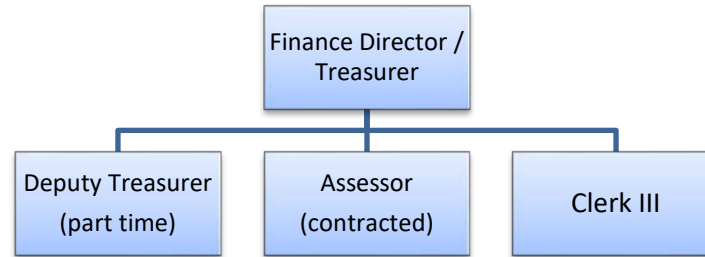 Finance Director /
Treasurer
Deputy Treasurer
(part time)
Assessor
(contracted)
Clerk III